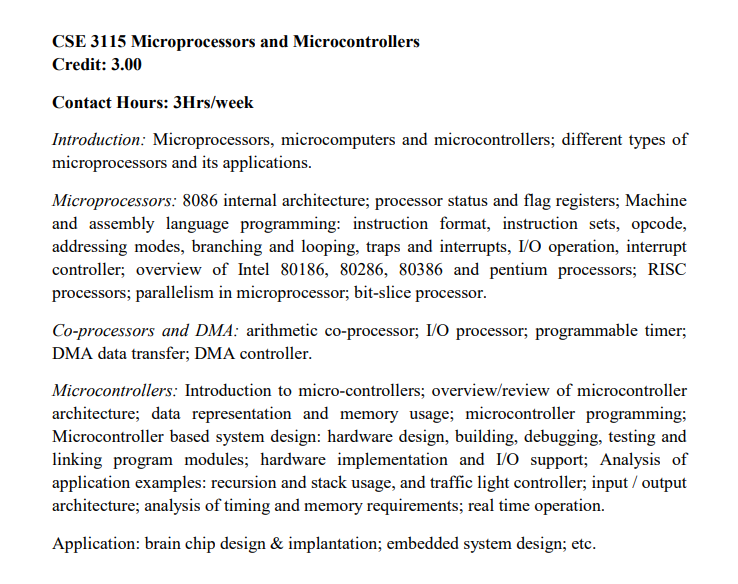 CSE 3115 Microprocessors and Microcontrollers
Credit: 3.00
Contact Hours: 3Hrs/week
Introduction: Microprocessors, microcomputers and microcontrollers; different types of
microprocessors and its applications.
Microprocessors: 8086 internal architecture; processor status and flag registers; Machine
and assembly language programming: instruction format, instruction sets, opcode,
addressing modes, branching and looping, traps and interrupts, I/O operation, interrupt
controller; overview of Intel 80186, 80286, 80386 and pentium processors; RISC
processors; parallelism in microprocessor; bit-slice processor.
Co-processors and DMA: arithmetic co-processor; I/O processor; programmable timer;
DMA data transfer; DMA controller.
Microcontrollers: Introduction to micro-controllers; overview/review of microcontroller
architecture; data representation and memory usage; microcontroller programming;
Microcontroller based system design: hardware design, building, debugging, testing and
linking program modules; hardware implementation and I/O support; Analysis of
application examples: recursion and stack usage, and traffic light controller; input / output
architecture; analysis of timing and memory requirements; real time operation.
Application: brain chip design & implantation; embedded system design; etc.